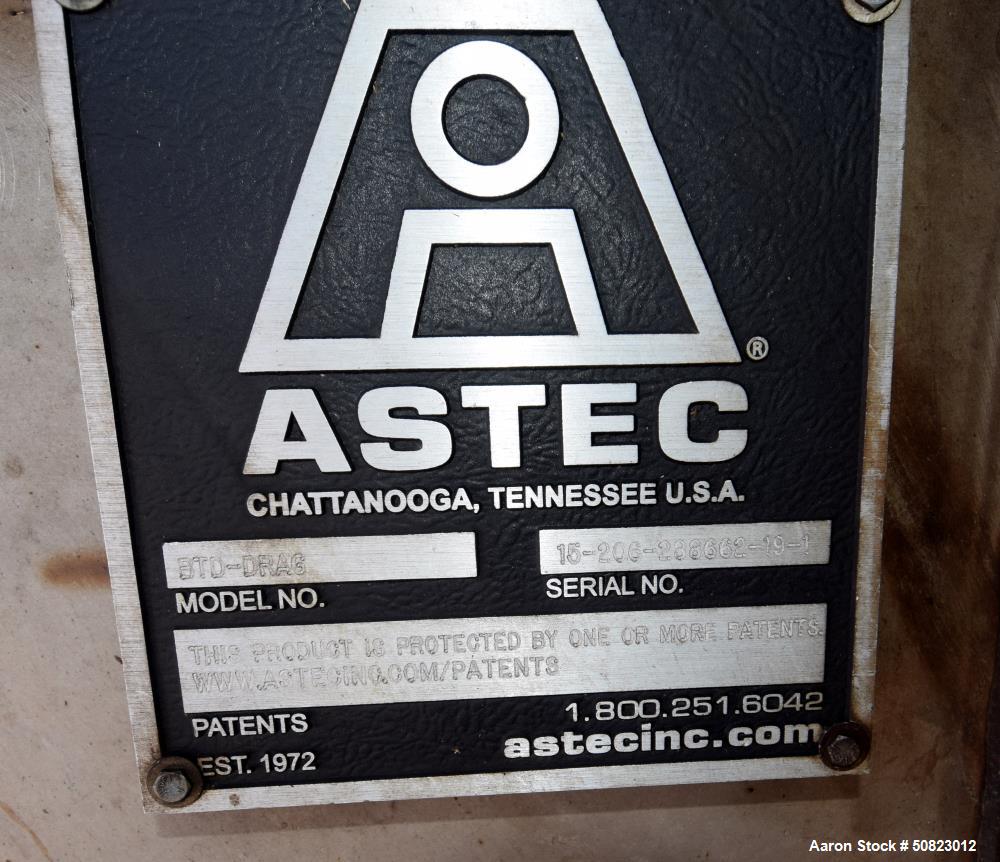 ®
ASTEC
CHATTANOOGA, TENNESSEE U.S.A.
BTD-DRAG
MODEL NO.
15-206-288662-19-1
SERIAL NO.
THIS PRODUCT IS PROTECTED BY ONE OR MORE PATENTS.
WWW.ASTECINC.COM/PATENTS
PATENTS
1.800.251.6042
EST. 1972
astecinc.com
Aaron Stock # 50823012